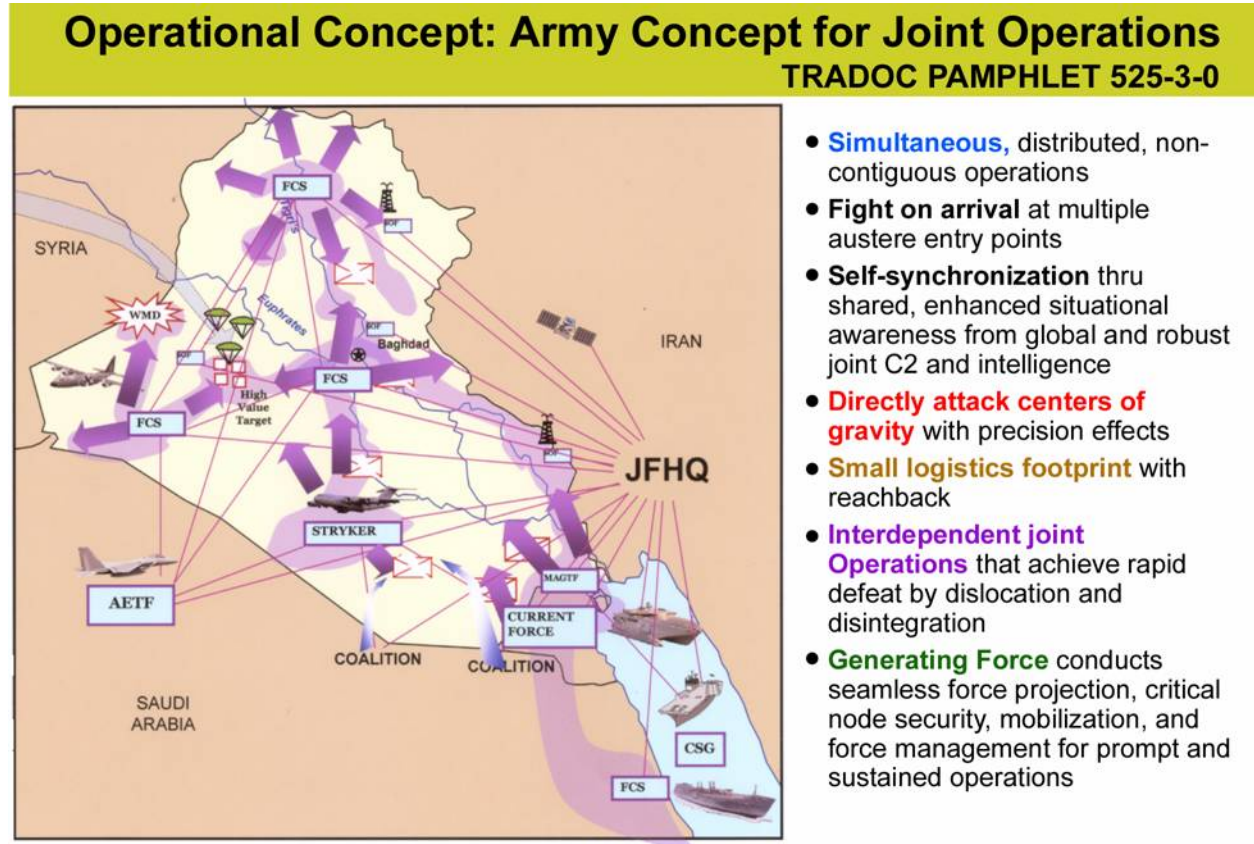 Operational Concept: Army Concept for Joint Operations
TRADOC PAMPHLET 525-3-0
FCS
Tigris
SOF
SYRIA
WMD
Euphrates
SOF
Baghdad
SOF
IRAN
FCS
High
Value
Target
FCS
SOF
JFHQ
STRYKER
AETF
MAGTF
CURRENT
FORCE
COALITION
COALITION
SAUDI
ARABIA
CSG
FCS
• Simultaneous, distributed, non-
contiguous operations
• Fight on arrival at multiple
austere entry points
• Self-synchronization thru
shared, enhanced situational
awareness from global and robust
joint C2 and intelligence
• Directly attack centers of
gravity with precision effects
• Small logistics footprint with
reachback
• Interdependent joint
Operations that achieve rapid
defeat by dislocation and
disintegration
• Generating Force conducts
seamless force projection, critical
node security, mobilization, and
force management for prompt and
sustained operations